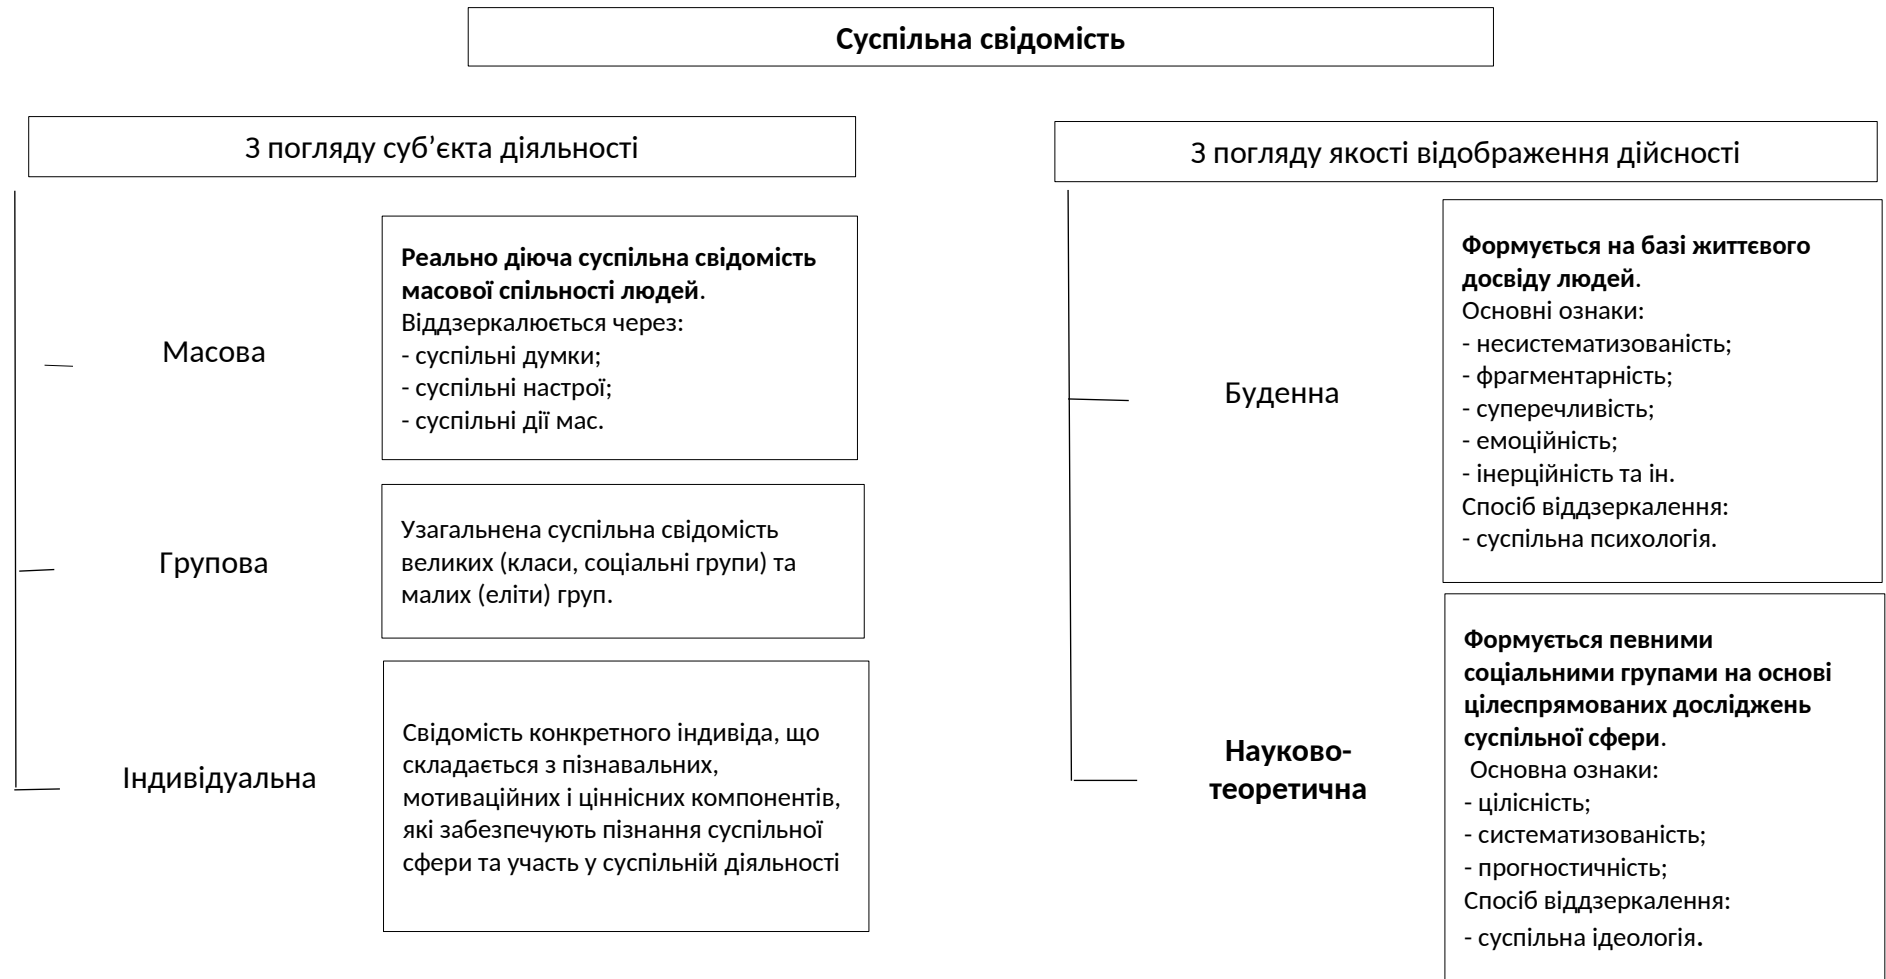 Суспільна свідомість
З погляду суб’єкта діяльності
Масова
Реально діюча суспільна свідомість
масової спільності людей.
Віддзеркалюється через:
- суспільні думки;
- суспільні настрої;
- суспільні дії мас.
Групова
Узагальнена суспільна свідомість
великих (класи, соціальні групи) та
малих (еліти) груп.
Індивідуальна
Свідомість конкретного індивіда, що
складається з пізнавальних,
мотиваційних і ціннісних компонентів,
які забезпечують пізнання суспільної
сфери та участь у суспільній діяльності
З погляду якості відображення дійсності
Буденна
Формується на базі життєвого
досвіду людей.
Основні ознаки:
- несистематизованість;
- фрагментарність;
- суперечливість;
- емоційність;
- інерційність та ін.
Спосіб віддзеркалення:
- суспільна психологія.
Науково-
теоретична
Формується певними
соціальними групами на основі
цілеспрямованих досліджень
суспільної сфери.
Основна ознаки:
- цілісність;
- систематизованість;
- прогностичність;
Спосіб віддзеркалення:
- суспільна ідеологія.